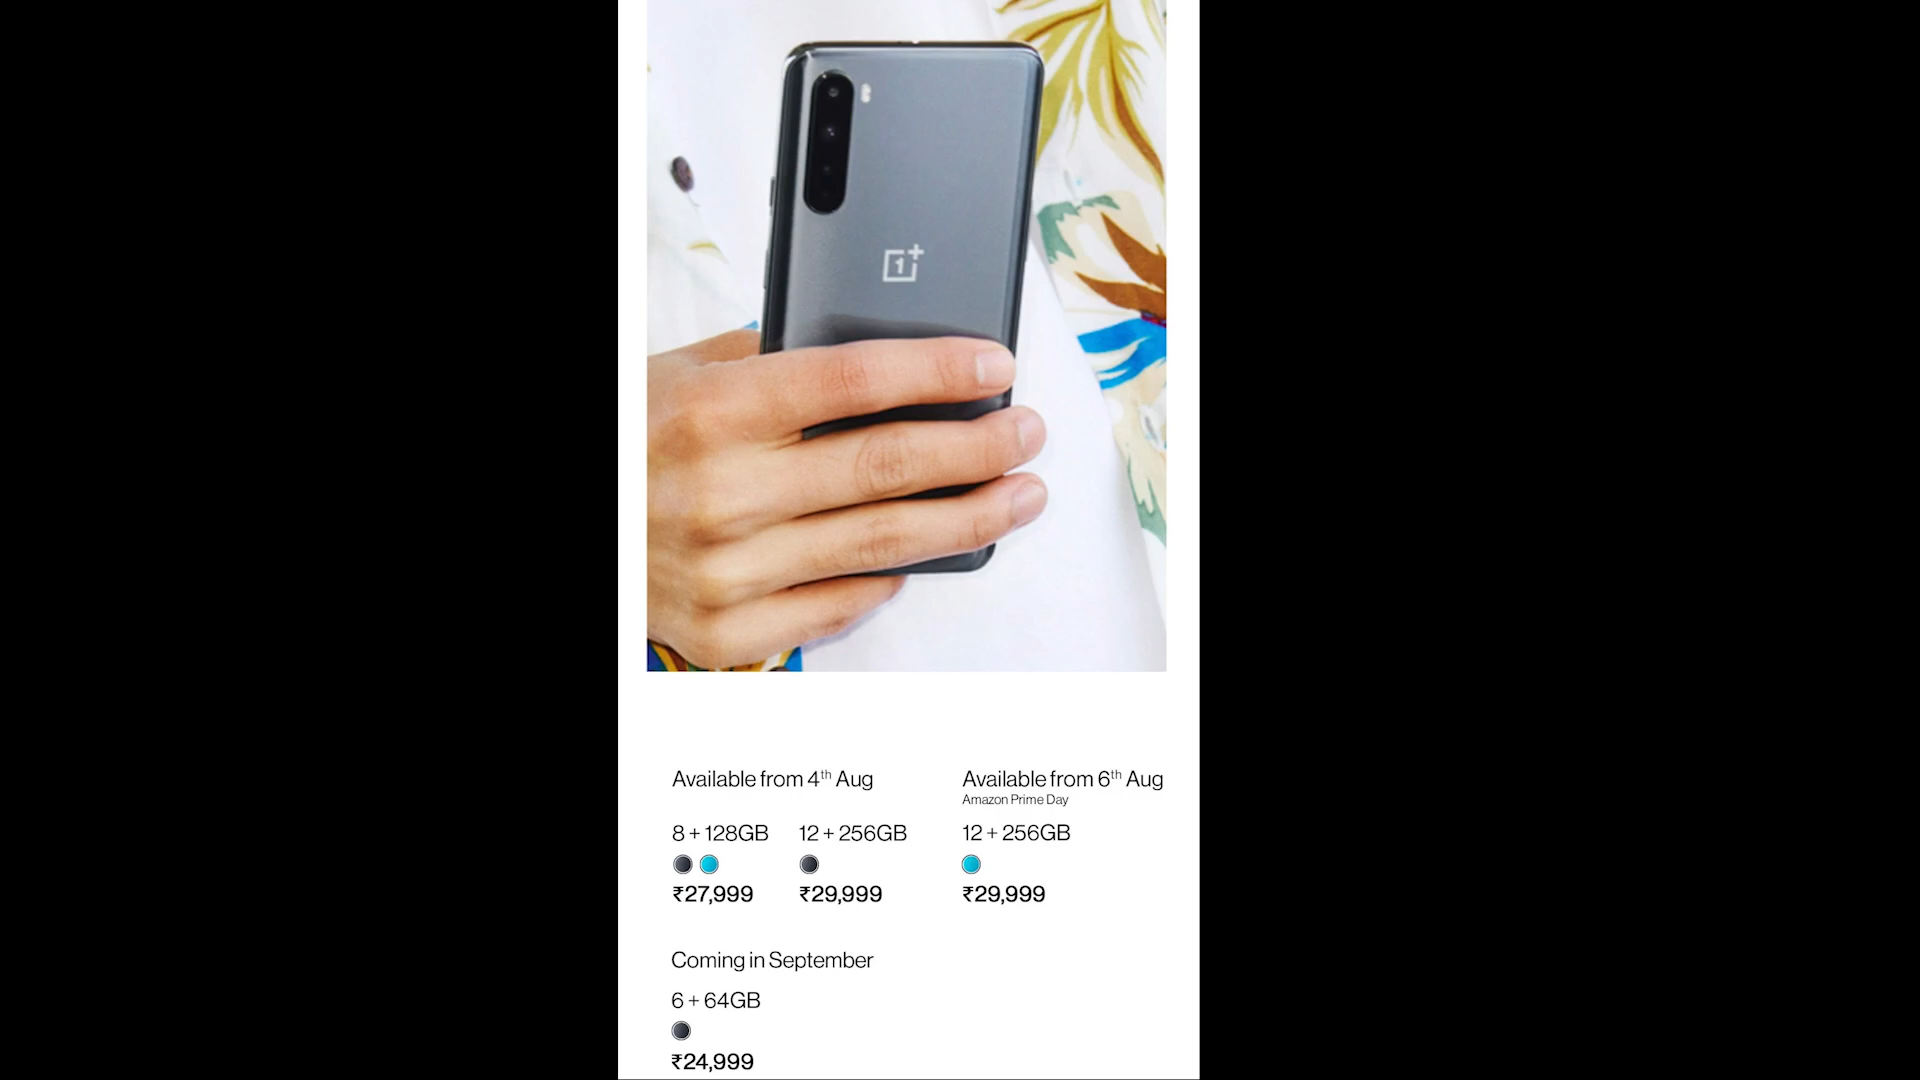 Available from 4th Aug
8 + 128GB
12 + 256GB
₹27,999
₹29,999
Available from 6th Aug
Amazon Prime Day
12 + 256GB
₹29,999
Coming in September
6 + 64GB
₹24,999